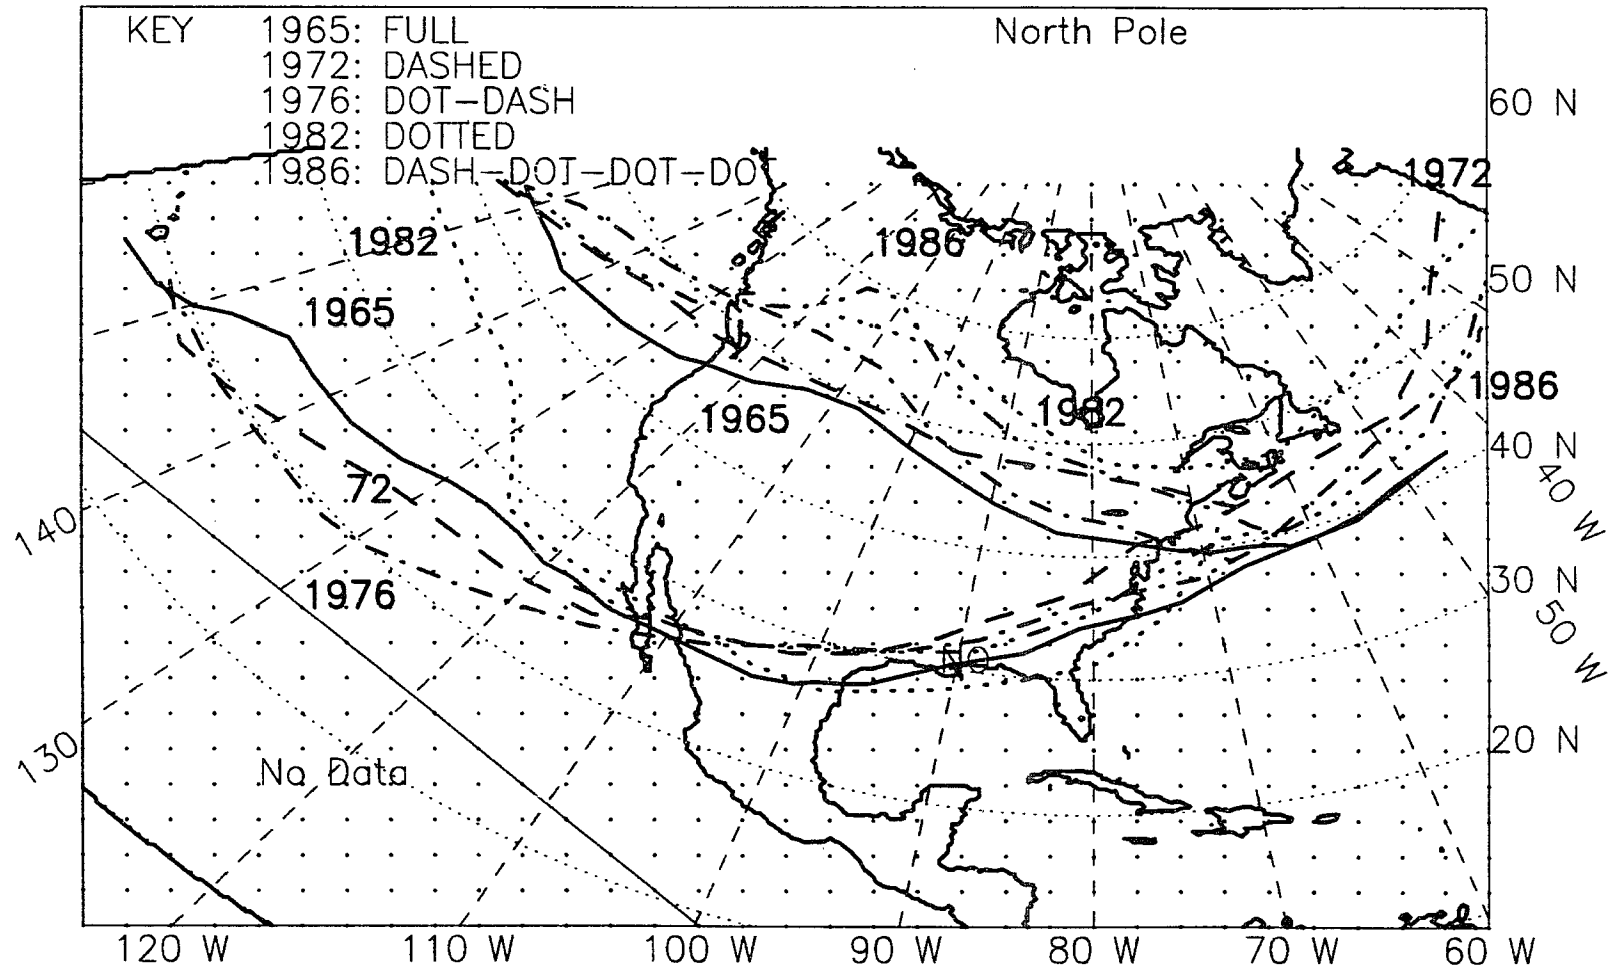 KEY 1965: FULL
1972: DASHED
1976: DOT-DASH
1982: DOTTED
1986: DASH-DOT-DOT-DOT
North Pole
60 N
1972
1982
1986
50 N
1965
1986
1965
1982
40 N
40 W
72
140
1976
30 N
50 W
NO
20 N
130
No Data
120 W 110 W 100 W 90 W 80 W 70 W 60 W